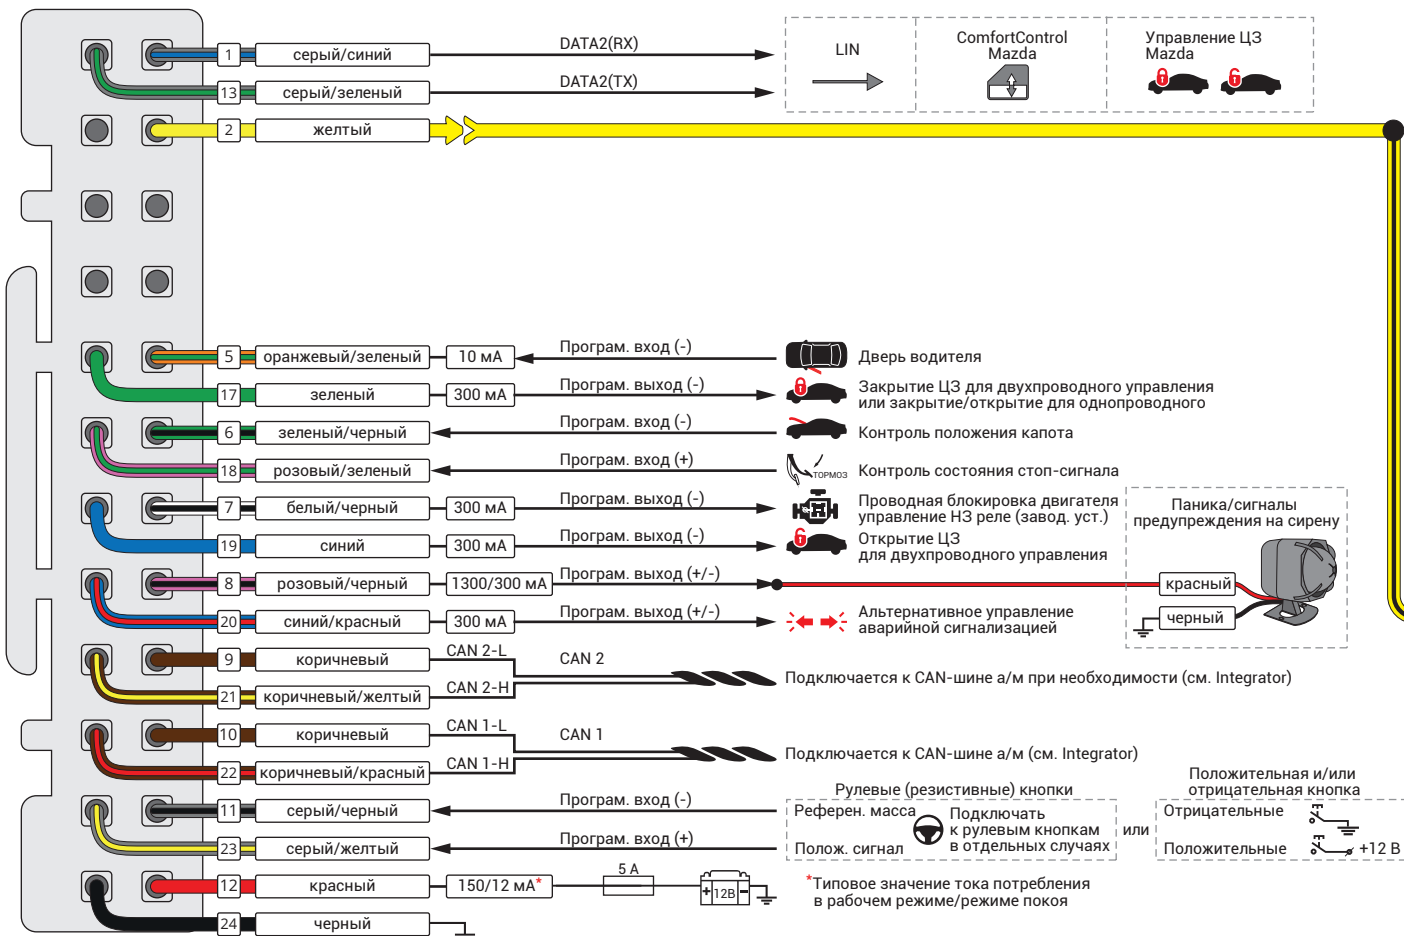 1 серый/синий DATA2(RX)
13 серый/зеленый DATA2(TX)
LIN
ComfortControl
Mazda
Управление ЦЗ
Mazda
2 желтый
5 оранжевый/зеленый 10 мА Програм. вход (-) Дверь водителя
17 зеленый 300 мА Програм. выход (-) Закрытие ЦЗ для двухпроводного управления
или закрытие/открытие для однопроводного
6 зеленый/черный Програм. вход (-) Контроль положения капота
18 розовый/зеленый Програм. вход (+) ТОРМОЗ Контроль состояния стоп-сигнала
7 белый/черный 300 мА Програм. выход (-) Проводная блокировка двигателя
управление НЗ реле (завод. уст.)
19 синий 300 мА Програм. выход (-) Открытие ЦЗ
для двухпроводного управления
Паника/сигналы
предупреждения на сирену
8 розовый/черный 1300/300 мА Програм. выход (+/-) красный
черный
20 синий/красный 300 мА Програм. выход (+/-) Альтернативное управление
аварийной сигнализацией
9 коричневый CAN 2-L CAN 2
21 коричневый/желтый CAN 2-H Подключается к CAN-шине а/м при необходимости (см. Integrator)
10 коричневый CAN 1-L CAN 1
22 коричневый/красный CAN 1-H Подключается к CAN-шине а/м (см. Integrator)
Рулевые (резистивные) кнопки
Положительная и/или
отрицательная кнопка
11 серый/черный Програм. вход (-) Референ. масса
23 серый/желтый Програм. вход (+) Полож. сигнал
Подключать
к рулевым кнопкам
в отдельных случаях
или
Отрицательные
Положительные +12 В
12 красный 150/12 мА* 5 А + 12В -
*Типовое значение тока потребления
в рабочем режиме/режиме покоя
24 черный